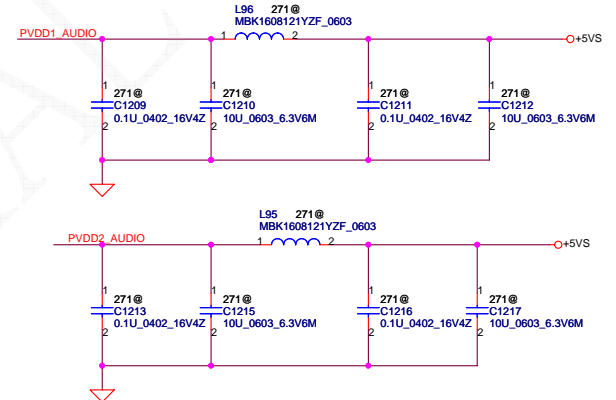 L96 271@
MBK1608121YZF_0603
PVDD1_AUDIO 1 2 +5VS
1 1 1 1
271@ 271@ 271@ 271@
C1209 C1210 C1211 C1212
0.1U_0402_16V4Z 10U_0603_6.3V6M 0.1U_0402_16V4Z 10U_0603_6.3V6M
2 2 2 2
L95 271@
MBK1608121YZF_0603
PVDD2_AUDIO 1 2 +5VS
1 1 1 1
271@ 271@ 271@ 271@
C1213 C1215 C1216 C1217
0.1U_0402_16V4Z 10U_0603_6.3V6M 0.1U_0402_16V4Z 10U_0603_6.3V6M
2 2 2 2